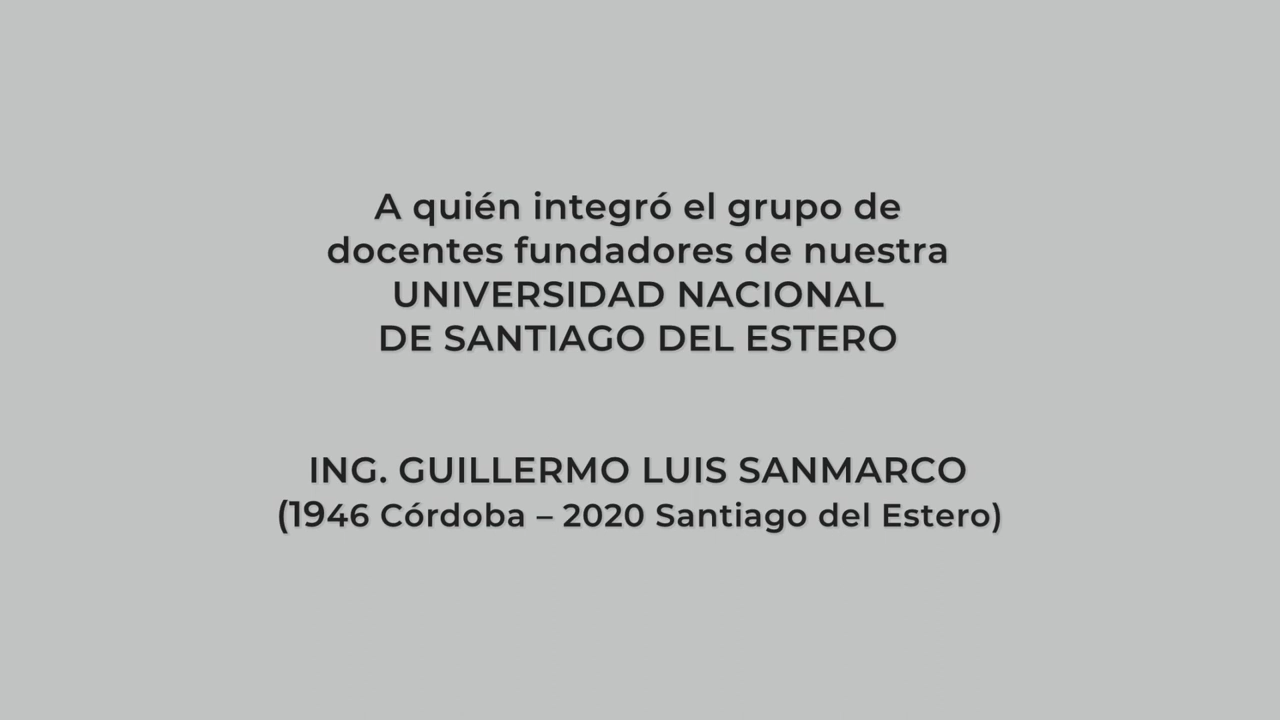 A quién integró el grupo de
docentes fundadores de nuestra
UNIVERSIDAD NACIONAL
DE SANTIAGO DEL ESTERO
ING. GUILLERMO LUIS SANMARCO
(1946 Córdoba – 2020 Santiago del Estero)